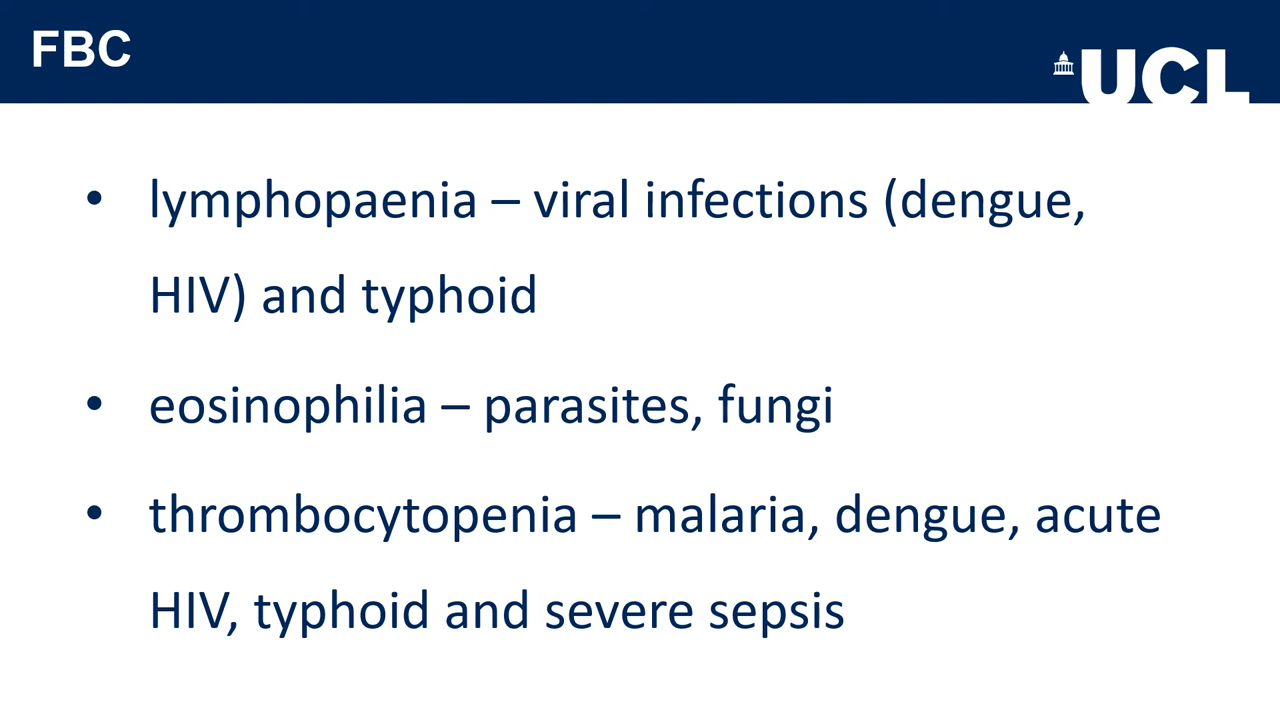 FBC
UCL
• lymphopaenia – viral infections (dengue,
HIV) and typhoid
• eosinophilia – parasites, fungi
• thrombocytopenia – malaria, dengue, acute
HIV, typhoid and severe sepsis